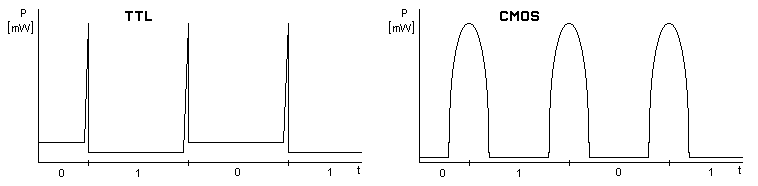 P
[mW]
TTL
0 1 0 1 t
P
[mW]
CMOS
0 1 0 1 t